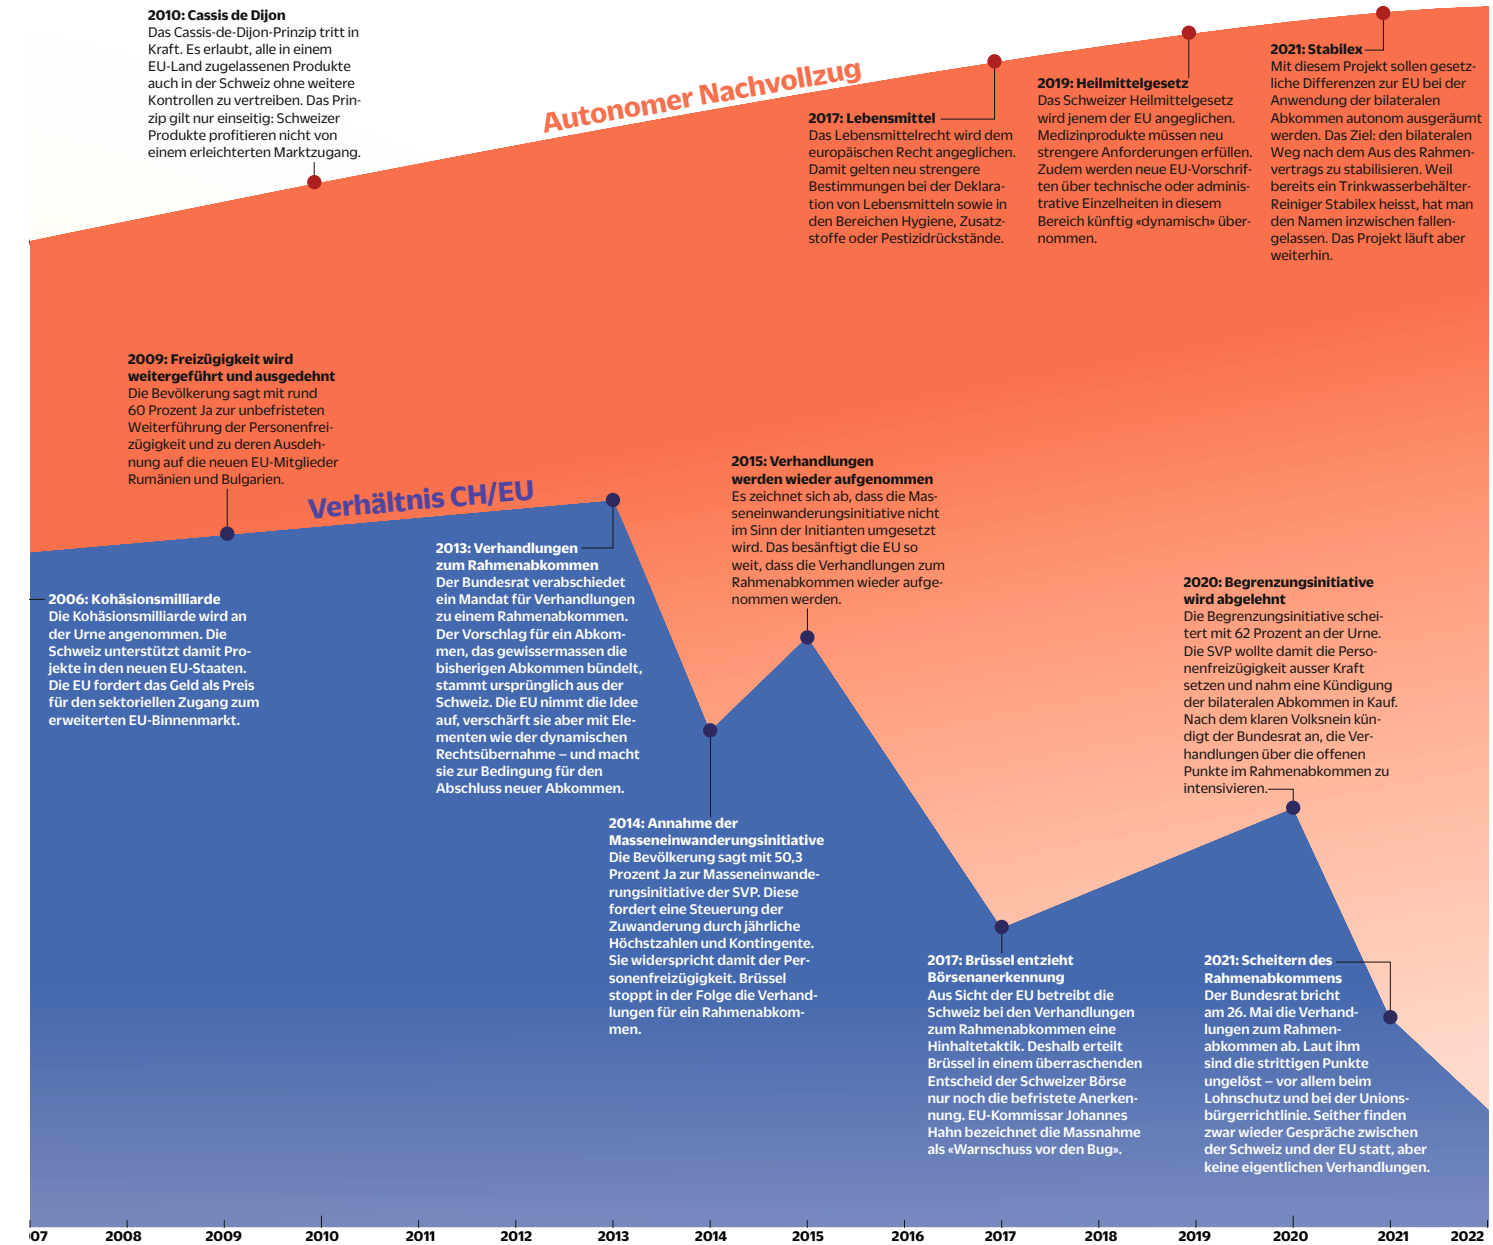 2010: Cassis de Dijon
Das Cassis-de-Dijon-Prinzip tritt in
Kraft. Es erlaubt, alle in einem
EU-Land zugelassenen Produkte
auch in der Schweiz ohne weitere
Kontrollen zu vertreiben. Das Prin-
zip gilt nur einseitig: Schweizer
Produkte profitieren nicht von
einem erleichterten Marktzugang.
Autonomer Nachvollzug
2017: Lebensmittel
Das Lebensmittelrecht wird dem
europäischen Recht angeglichen.
Damit gelten neu strengere
Bestimmungen bei der Deklara-
tion von Lebensmitteln sowie in
den Bereichen Hygiene, Zusatz-
stoffe oder Pestizidrückstände.
2019: Heilmittelgesetz
Das Schweizer Heilmittelgesetz
wird jenem der EU angeglichen.
Medizinprodukte müssen neu
strengere Anforderungen erfüllen.
Zudem werden neue EU-Vorschrif-
ten über technische oder adminis-
trative Einzelheiten in diesem
Bereich künftig «dynamisch» über-
nommen.
2021: Stabilex
Mit diesem Projekt sollen gesetz-
liche Differenzen zur EU bei der
Anwendung der bilateralen
Abkommen autonom ausgeräumt
werden. Das Ziel: den bilateralen
Weg nach dem Aus des Rahmen-
vertrags zu stabilisieren. Weil
bereits ein Trinkwasserbehälter-
Reiniger Stabilex heisst, hat man
den Namen inzwischen fallen-
gelassen. Das Projekt läuft aber
weiterhin.
2009: Freizügigkeit wird
weitergeführt und ausgedehnt
Die Bevölkerung sagt mit rund
60 Prozent Ja zur unbefristeten
Weiterführung der Personenfrei-
zügigkeit und zu deren Ausdeh-
nung auf die neuen EU-Mitglieder
Rumänien und Bulgarien.
Verhältnis CH/EU
2006: Kohäsionsmilliarde
Die Kohäsionsmilliarde wird an
der Urne angenommen. Die
Schweiz unterstützt damit Pro-
jekte in den neuen EU-Staaten.
Die EU fordert das Geld als Preis
für den sektoriellen Zugang zum
erweiterten EU-Binnenmarkt.
2013: Verhandlungen
zum Rahmenabkommen
Der Bundesrat verabschiedet
ein Mandat für Verhandlungen
zu einem Rahmenabkommen.
Der Vorschlag für ein Abkom-
men, das gewissermassen die
bisherigen Abkommen bündelt,
stammt ursprünglich aus der
Schweiz. Die EU nimmt die Idee
auf, verschärft sie aber mit Ele-
menten wie der dynamischen
Rechtsübernahme – und macht
sie zur Bedingung für den
Abschluss neuer Abkommen.
2014: Annahme der
Masseneinwanderungsinitiative
Die Bevölkerung sagt mit 50,3
Prozent Ja zur Masseneinwande-
rungsinitiative der SVP. Diese
fordert eine Steuerung der
Zuwanderung durch jährliche
Höchstzahlen und Kontingente.
Sie widerspricht damit der Per-
sonenfreizügigkeit. Brüssel
stoppt in der Folge die Verhand-
lungen für ein Rahmenabkom-
men.
2015: Verhandlungen
werden wieder aufgenommen
Es zeichnet sich ab, dass die Mas-
seneinwanderungsinitiative nicht
im Sinn der Initianten umgesetzt
wird. Das besänftigt die EU so
weit, dass die Verhandlungen zum
Rahmenabkommen wieder aufge-
nommen werden.
2017: Brüssel entzieht
Börsenanerkennung
Aus Sicht der EU betreibt die
Schweiz bei den Verhandlungen
zum Rahmenabkommen eine
Hinhaltetaktik. Deshalb erteilt
Brüssel in einem überraschenden
Entscheid der Schweizer Börse
nur noch die befristete Anerken-
nung. EU-Kommissar Johannes
Hahn bezeichnet die Massnahme
als «Warnschuss vor den Bug».
2020: Begrenzungsinitiative
wird abgelehnt
Die Begrenzungsinitiative schei-
tert mit 62 Prozent an der Urne.
Die SVP wollte damit die Perso-
nenfreizügigkeit ausser Kraft
setzen und nahm eine Kündigung
der bilateralen Abkommen in Kauf.
Nach dem klaren Volksnein kün-
digt der Bundesrat an, die Ver-
handlungen über die offenen
Punkte im Rahmenabkommen zu
intensivieren.
2021: Scheitern des
Rahmenabkommens
Der Bundesrat bricht
am 26. Mai die Verhand-
lungen zum Rahmen-
abkommen ab. Laut ihm
sind die strittigen Punkte
ungelöst – vor allem beim
Lohnschutz und bei der Unions-
bürgerrichtlinie. Seither finden
zwar wieder Gespräche zwischen
der Schweiz und der EU statt, aber
keine eigentlichen Verhandlungen.
07 2008 2009 2010 2011 2012 2013 2014 2015 2016 2017 2018 2019 2020 2021 2022